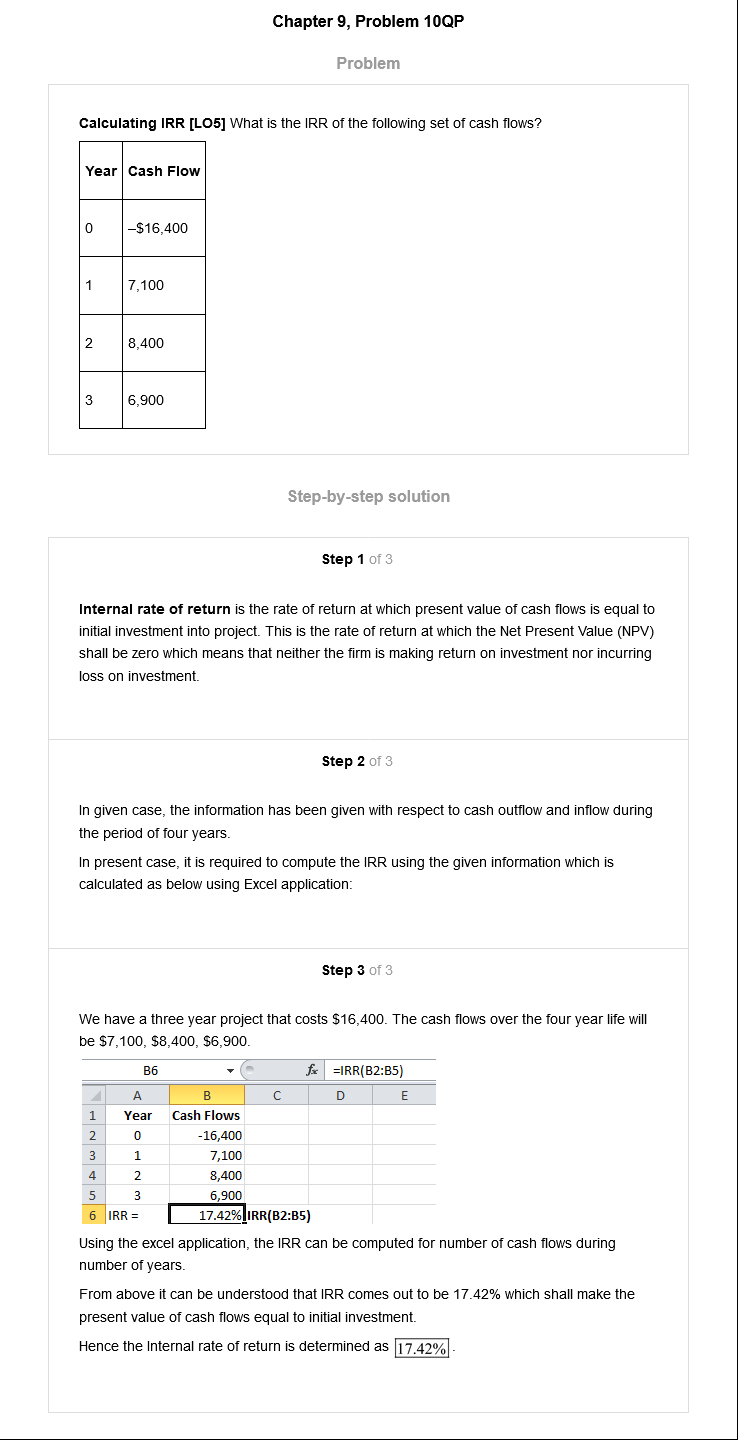 Chapter 9, Problem 10QP
Problem
Calculating IRR [LO5] What is the IRR of the following set of cash flows?
Year Cash Flow
0 –$16,400
1 7,100
2 8,400
3 6,900
Step-by-step solution
Step 1 of 3
Internal rate of return is the rate of return at which present value of cash flows is equal to
initial investment into project. This is the rate of return at which the Net Present Value (NPV)
shall be zero which means that neither the firm is making return on investment nor incurring
loss on investment.
Step 2 of 3
In given case, the information has been given with respect to cash outflow and inflow during
the period of four years.
In present case, it is required to compute the IRR using the given information which is
calculated as below using Excel application:
Step 3 of 3
We have a three year project that costs $16,400. The cash flows over the four year life will
be $7,100, $8,400, $6,900.
B6 fx =IRR(B2:B5)
A B C D E
1 Year Cash Flows
2 0 -16,400
3 1 7,100
4 2 8,400
5 3 6,900
6 IRR = 17.42% IRR(B2:B5)
Using the excel application, the IRR can be computed for number of cash flows during
number of years.
From above it can be understood that IRR comes out to be 17.42% which shall make the
present value of cash flows equal to initial investment.
Hence the Internal rate of return is determined as 17.42%.